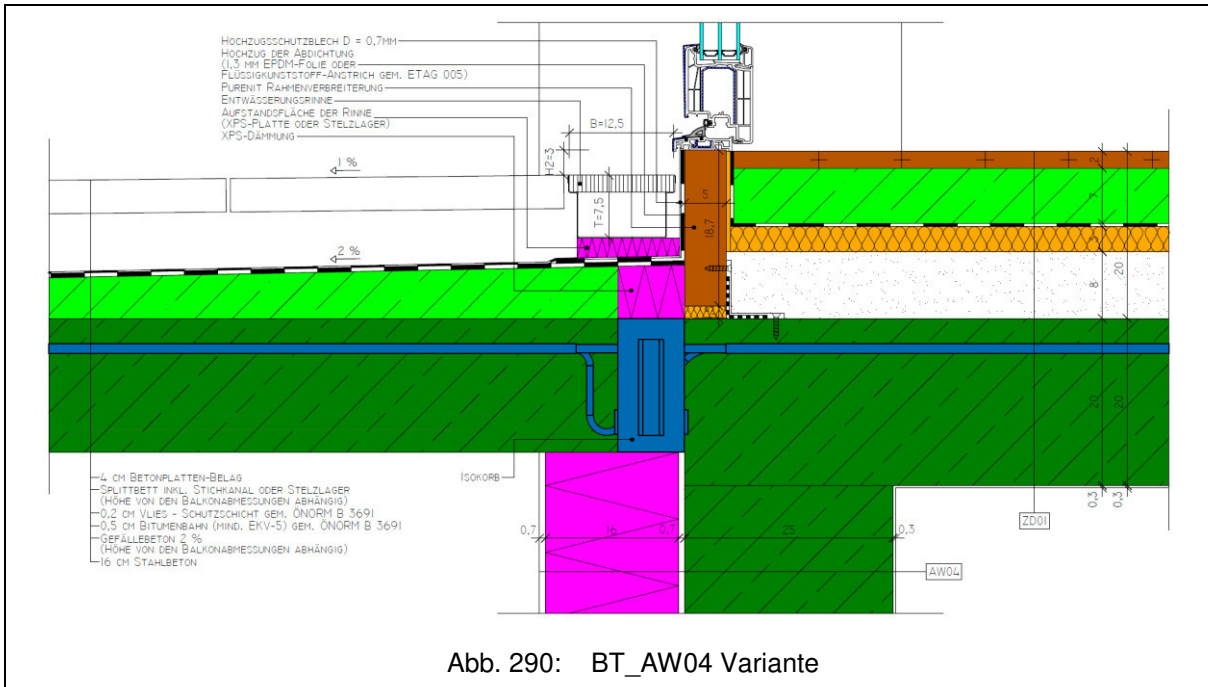 HOCHZUGSSCHUTZBLECH D = 0,7MM
HOCHZUG DER ABDICHTUNG
(1,3 MM EPDM-FOLIE ODER
FLÜSSIGKUNSTSTOFF-ANSTRICH GEM. ETAG 005)
PURENIT RAHMENVERBREITERUNG
ENTWÄSSERUNGSRINNE
AUFSTANDSFLÄCHE DER RINNE
(XPS-PLATTE ODER STELZLAGER)
XPS-DÄMMUNG
B=12,5
H2=3
1 %
T=7,5
5
18,7
2 %
2
7
3
8
20
20
20
0,3
0,3
4 CM BETONPLATTEN-BELAG
SPLITTBETT INKL. STICHKANAL ODER STELZLAGER
(HÖHE VON DEN BALKONABMESSUNGEN ABHÄNGIG)
0,2 CM VLIES - SCHUTZSCHICHT GEM. ÖNORM B 3691
0,5 CM BITUMENBAHN (MIND. EKV-5) GEM. ÖNORM B 3691
GEFÄLLEBETON 2 %
(HÖHE VON DEN BALKONABMESSUNGEN ABHÄNGIG)
16 CM STAHLBETON
ISOKORB
0,7
16
0,7
25
0,3
ZD01
AW04
Abb. 290: BT_AW04 Variante